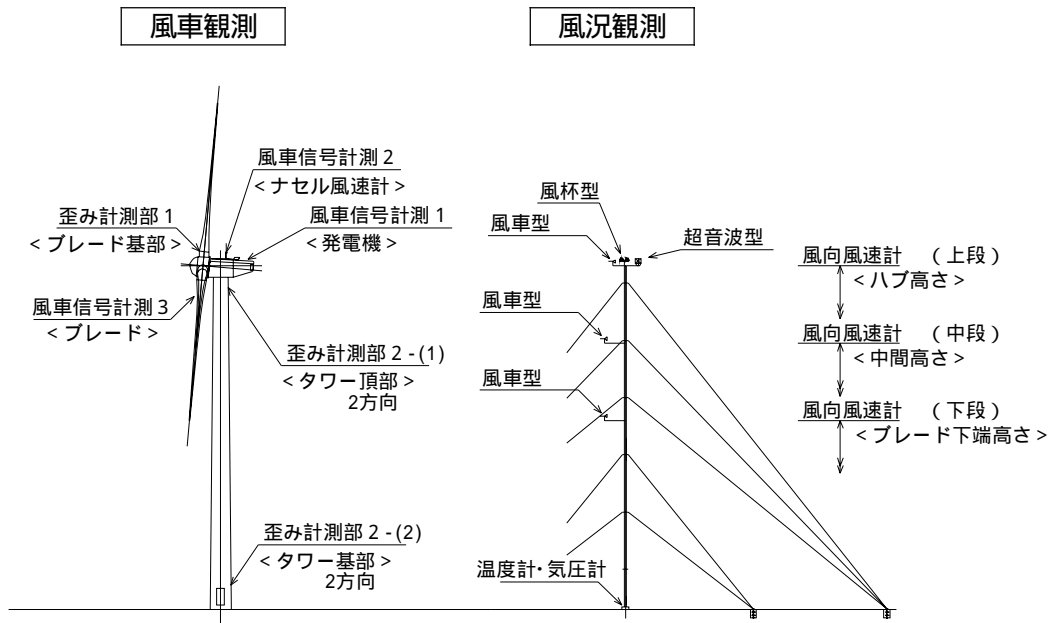 風車観測
風車信号計測 2
< ナセル風速計 >
歪み計測部 1
< ブレード基部 >
風車信号計測 1
< 発電機 >
風車信号計測 3
< ブレード >
歪み計測部 2 - (1)
< タワー頂部 >
2方向
歪み計測部 2 - (2)
< タワー基部 >
2方向
風況観測
風杯型
風車型
超音波型
風車型
風車型
温度計・気圧計
風向風速計 (上段)
< ハブ高さ >
風向風速計 (中段)
< 中間高さ >
風向風速計 (下段)
< ブレード下端高さ >